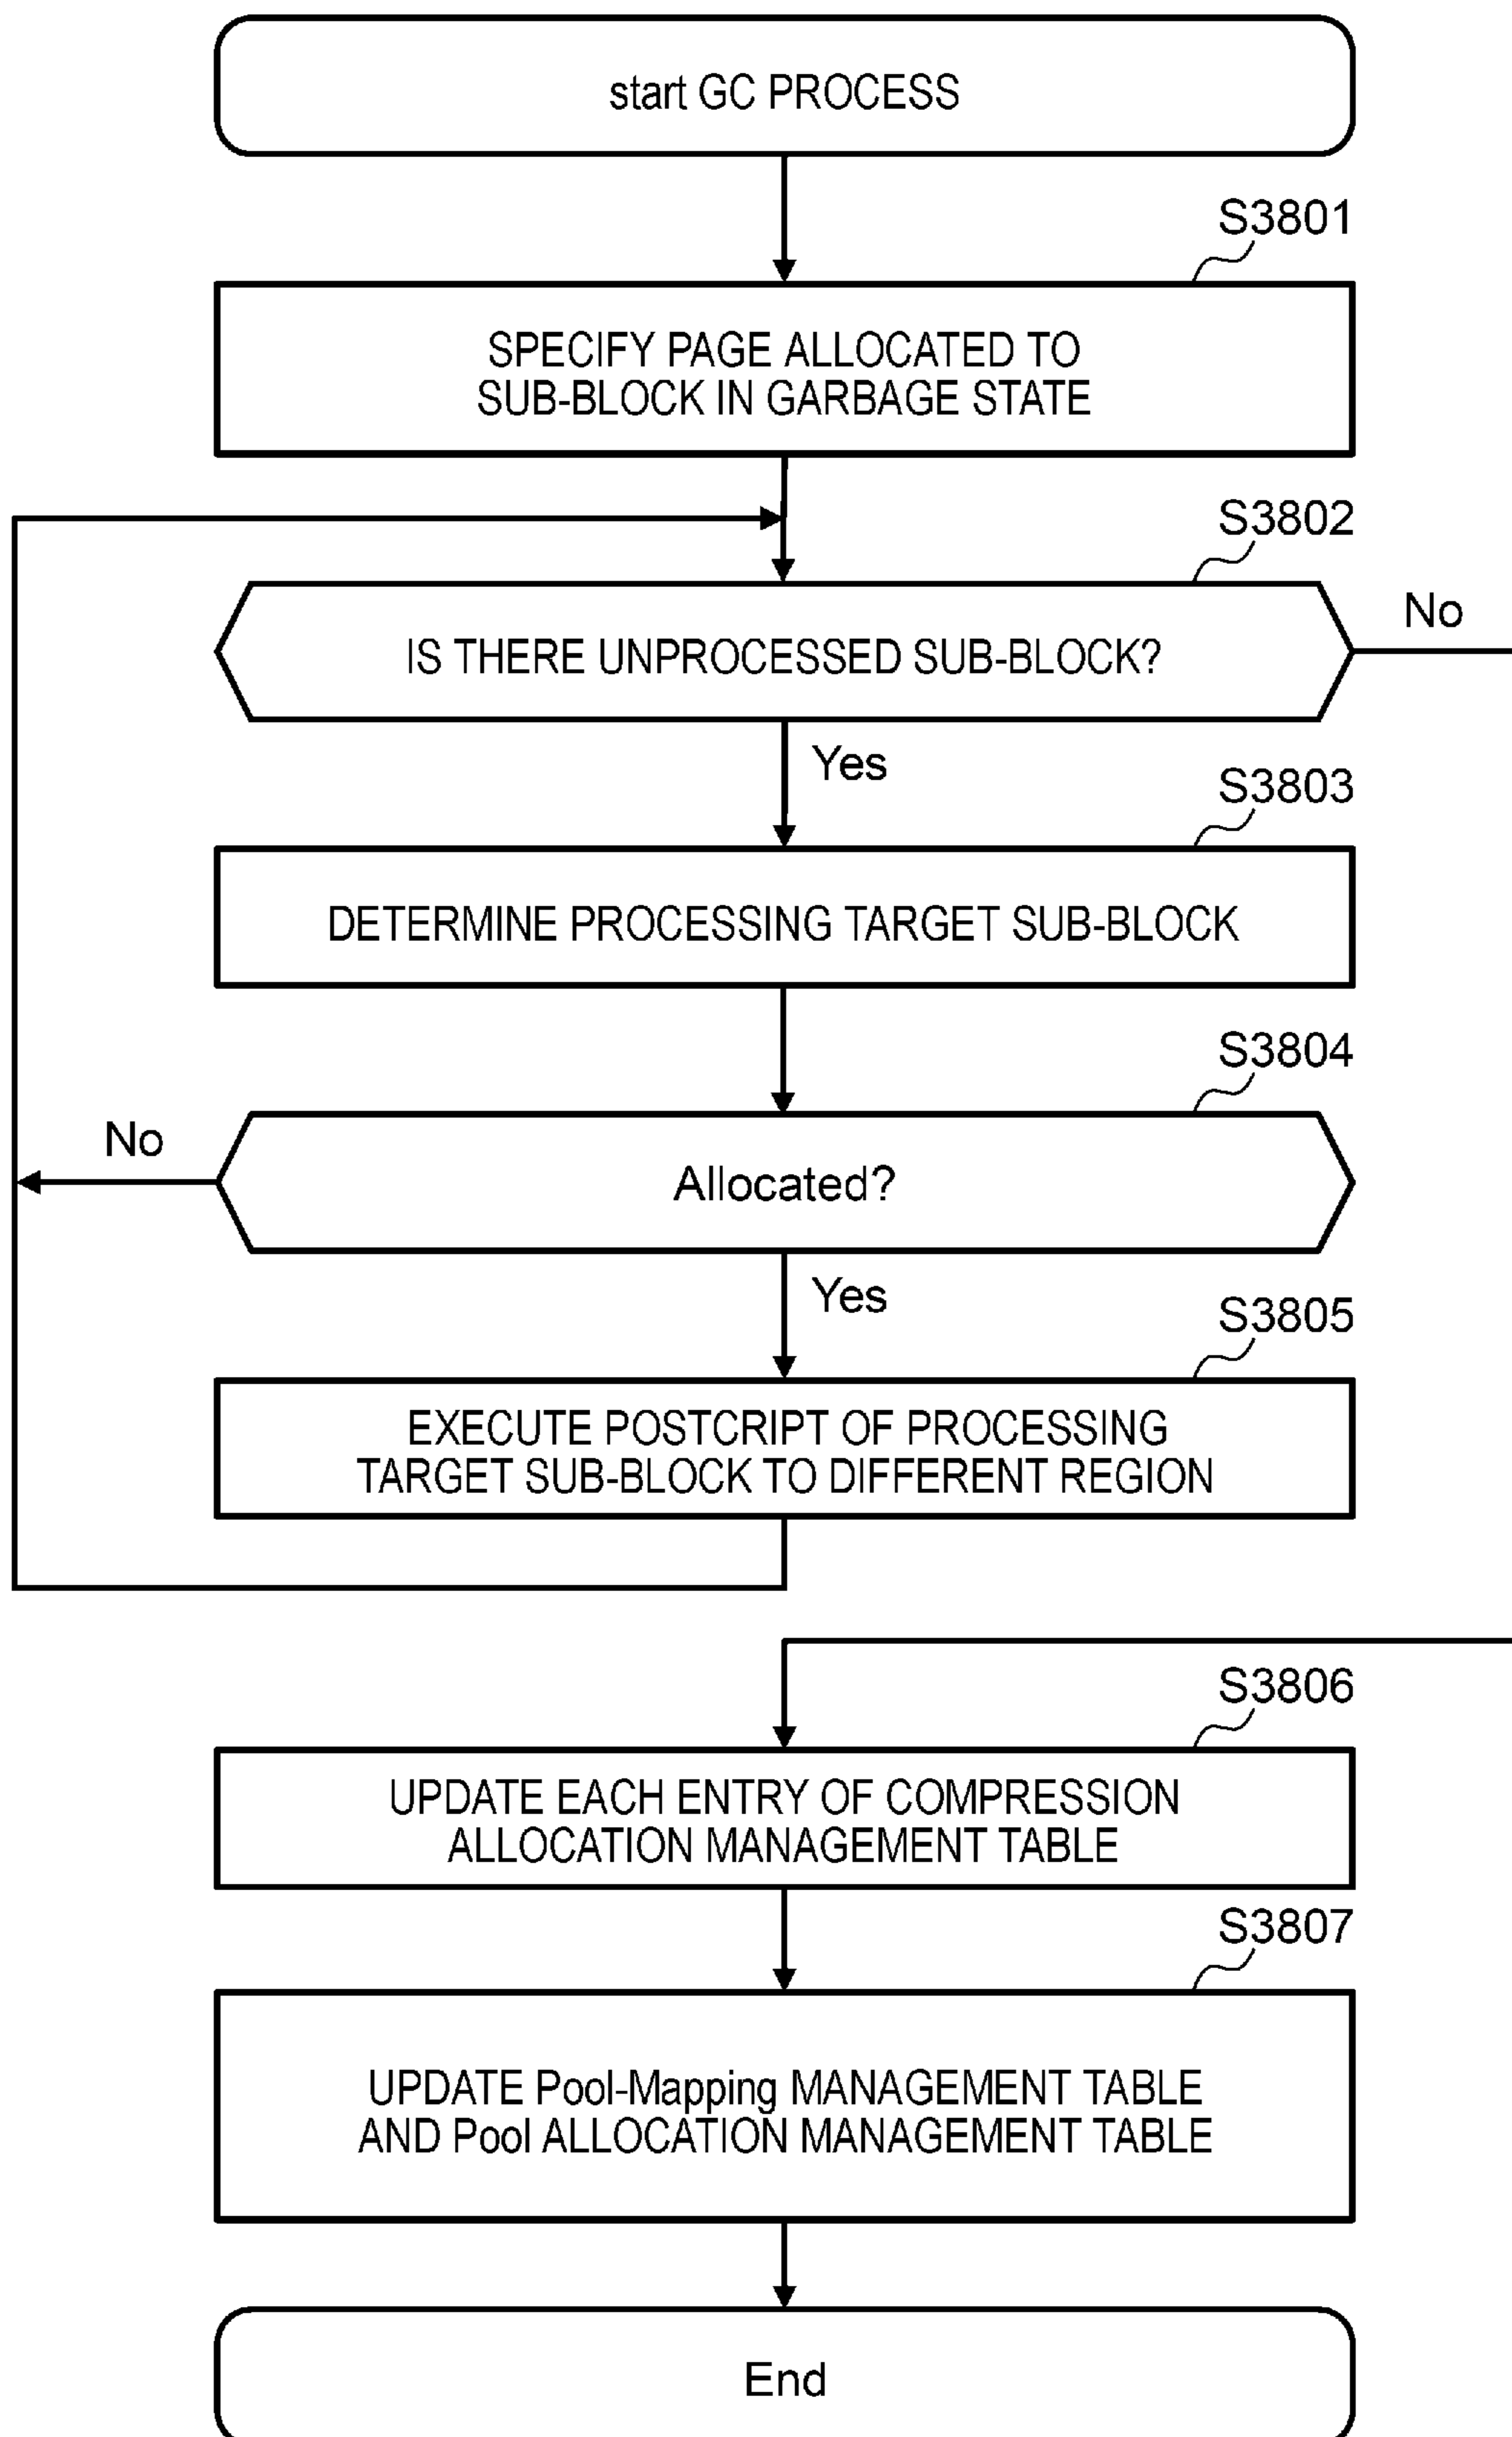 start GC PROCESS
S3801
SPECIFY PAGE ALLOCATED TO
SUB-BLOCK IN GARBAGE STATE
S3802
No
IS THERE UNPROCESSED SUB-BLOCK?
Yes
S3803
DETERMINE PROCESSING TARGET SUB-BLOCK
S3804
No
Allocated?
Yes
S3805
EXECUTE POSTCRIPT OF PROCESSING
TARGET SUB-BLOCK TO DIFFERENT REGION
S3806
UPDATE EACH ENTRY OF COMPRESSION
ALLOCATION MANAGEMENT TABLE
S3807
UPDATE Pool-Mapping MANAGEMENT TABLE
AND Pool ALLOCATION MANAGEMENT TABLE
End